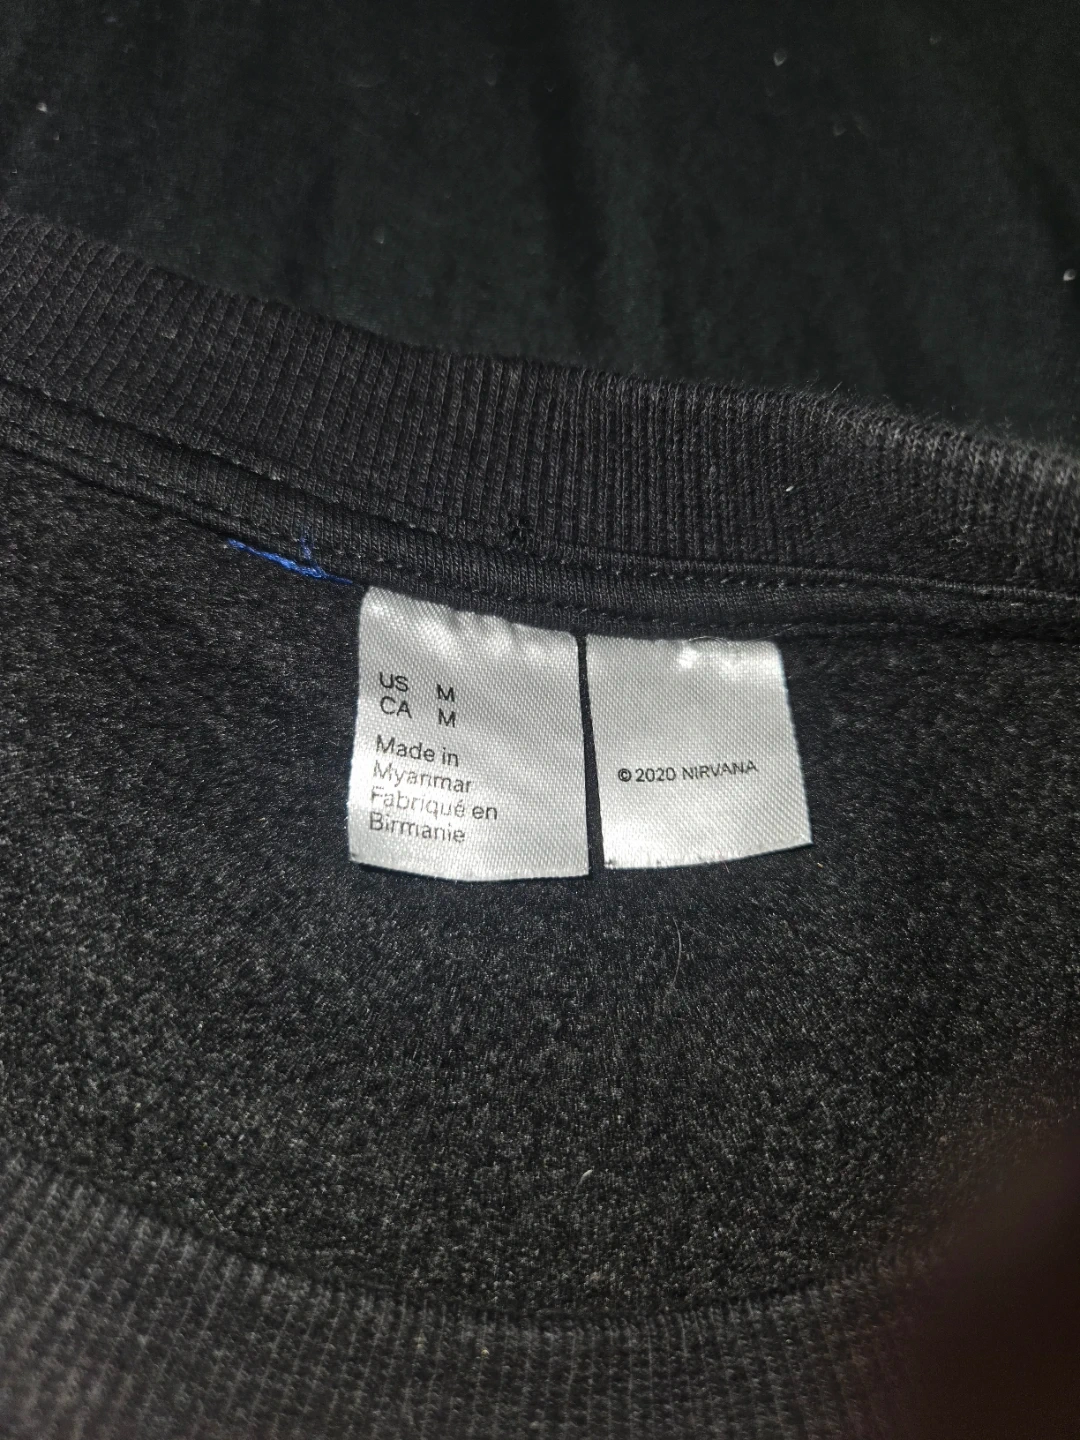 US M
CA M
Made in
Myanmar
Fabriqué en
Birmanie
© 2020 NIRVANA